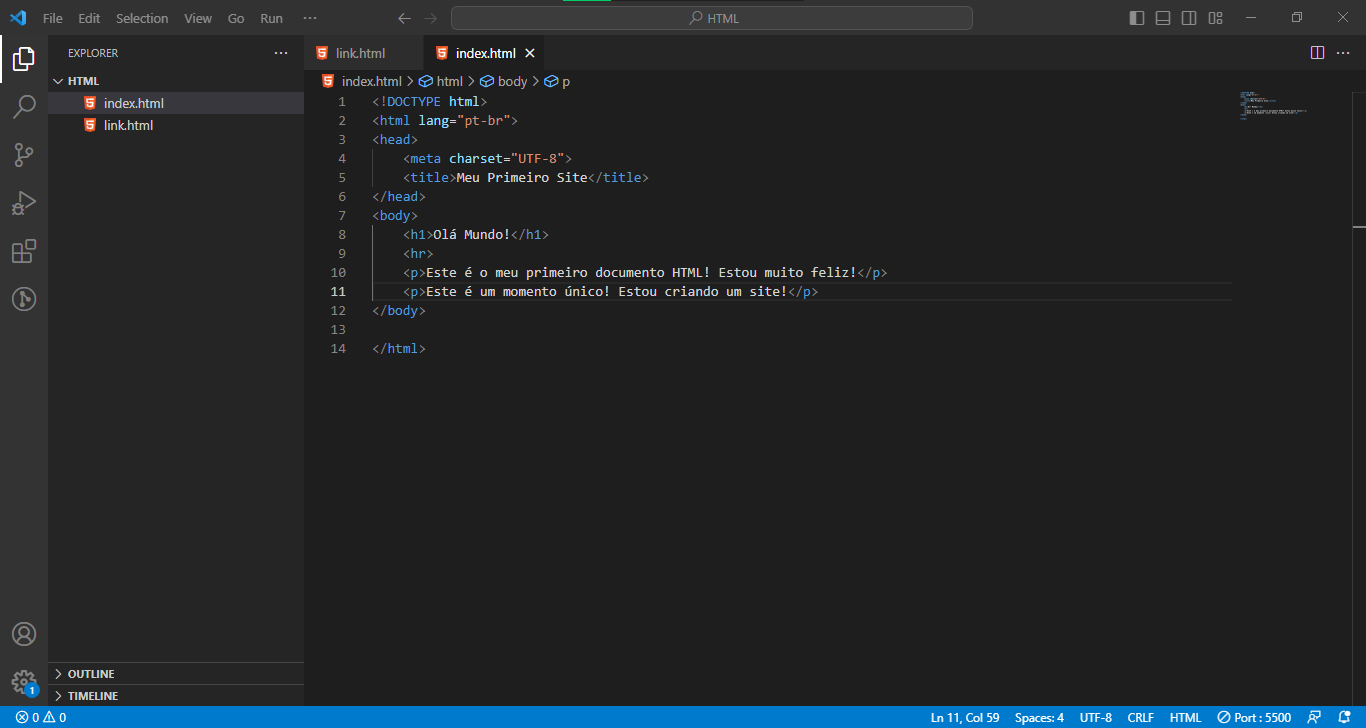 File Edit Selection View Go Run ··· HTML
EXPLORER ···
HTML
index.html
link.html
OUTLINE
TIMELINE
link.html index.html
index.html > html > body > p
1 <!DOCTYPE html>
2 <html lang="pt-br">
3 <head>
4 <meta charset="UTF-8">
5 <title>Meu Primeiro Site</title>
6 </head>
7 <body>
8 <h1>Olá Mundo!</h1>
9 <hr>
10 <p>Este é o meu primeiro documento HTML! Estou muito feliz!</p>
11 <p>Este é um momento único! Estou criando um site!</p>
12 </body>
13
14 </html>
1
0 0 Ln 11, Col 59 Spaces: 4 UTF-8 CRLF HTML Port : 5500